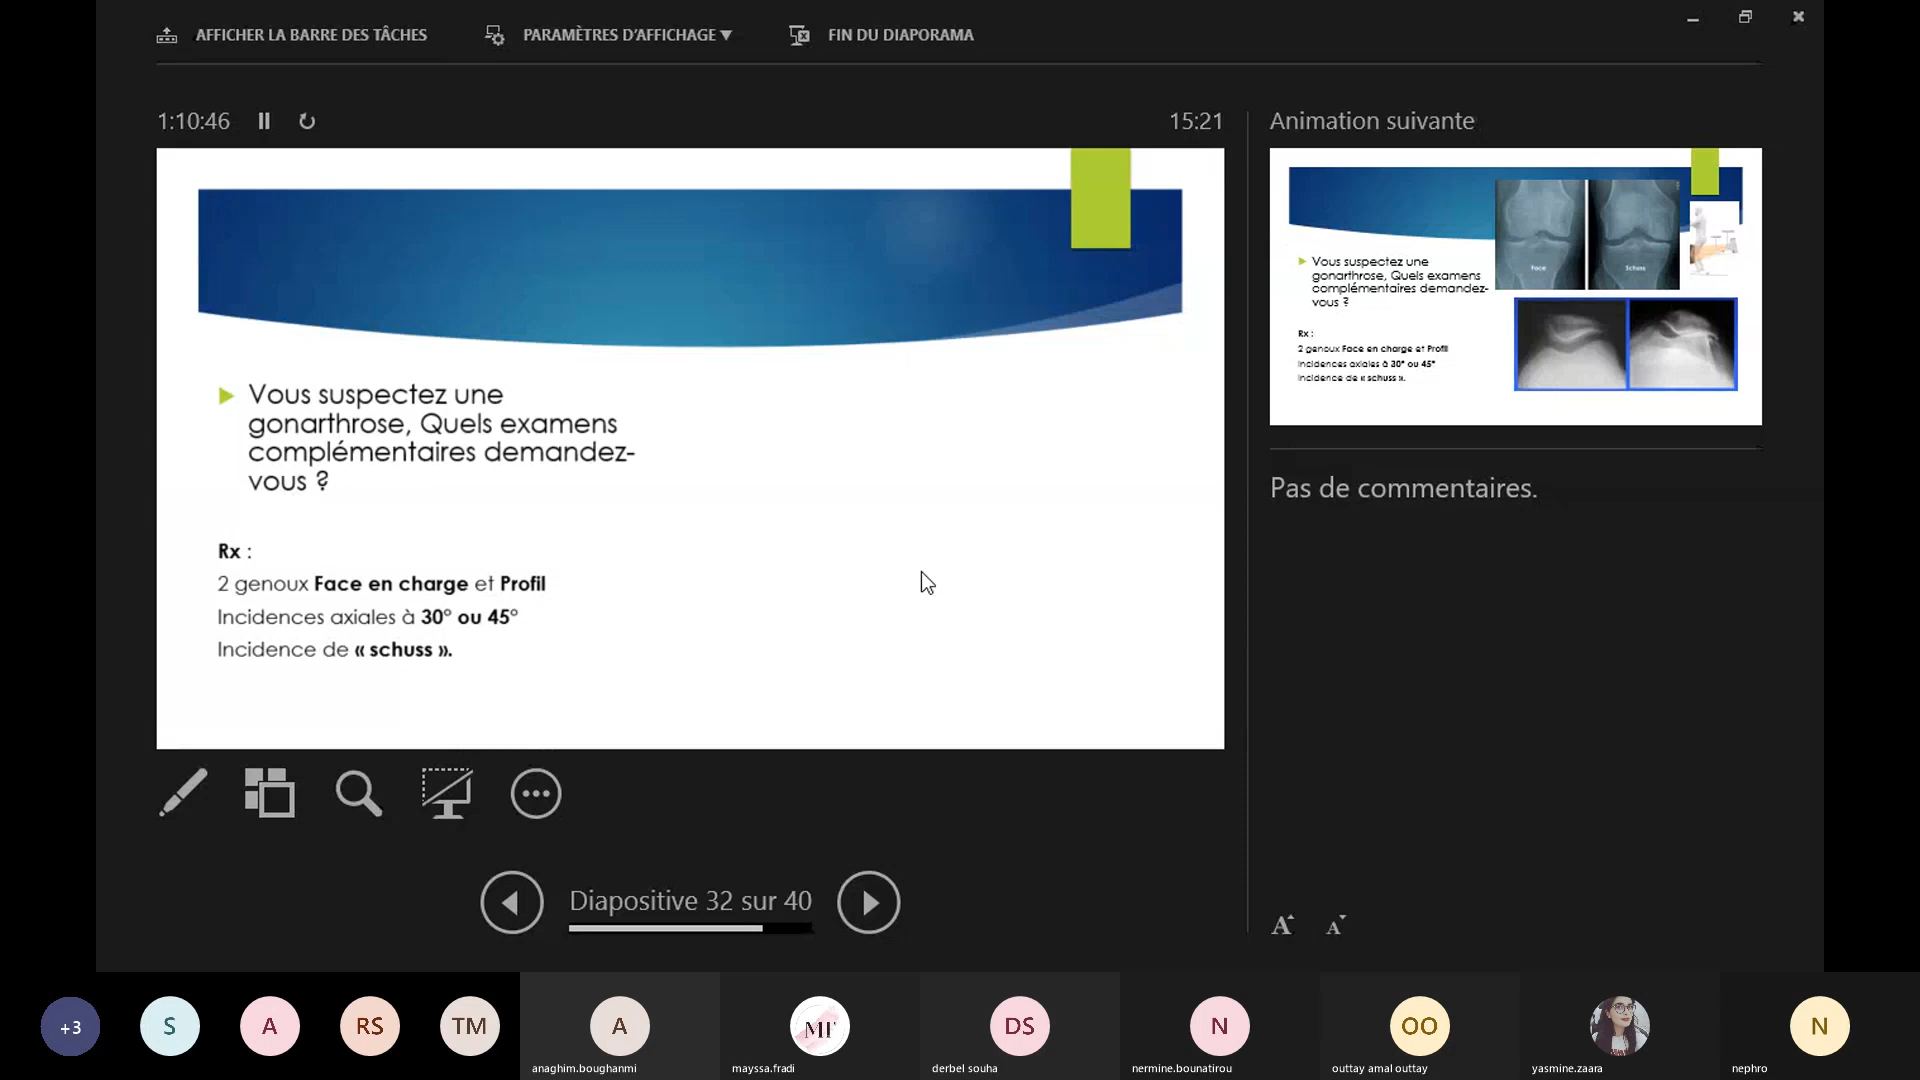 AFFICHER LA BARRE DES TÂCHES
PARAMÈTRES D'AFFICHAGE ▼
FIN DU DIAPORAMA
1:10:46
15:21
Vous suspectez une
gonarthrose, Quels examens
complémentaires demandez-
vous ?
Rx :
2 genoux Face en charge et Profil
Incidences axiales à 30° ou 45°
Incidence de « schuss ».
Animation suivante
Vous suspectez une
gonarthrose, Quels examens
complémentaires demandez-
vous ?
Rx :
2 genoux Face en charge et Profil
Incidences axiales à 30° ou 45°
Incidence de « schuss ».
Face
Schuss
Pas de commentaires.
Diapositive 32 sur 40
A
A
+3
S
A
RS
TM
A
anaghim.boughanmi
MF
mayssa.fradi
DS
derbel souha
N
nermine.bounatirou
OO
outtay amal outtay
yasmine.zaara
N
nephro